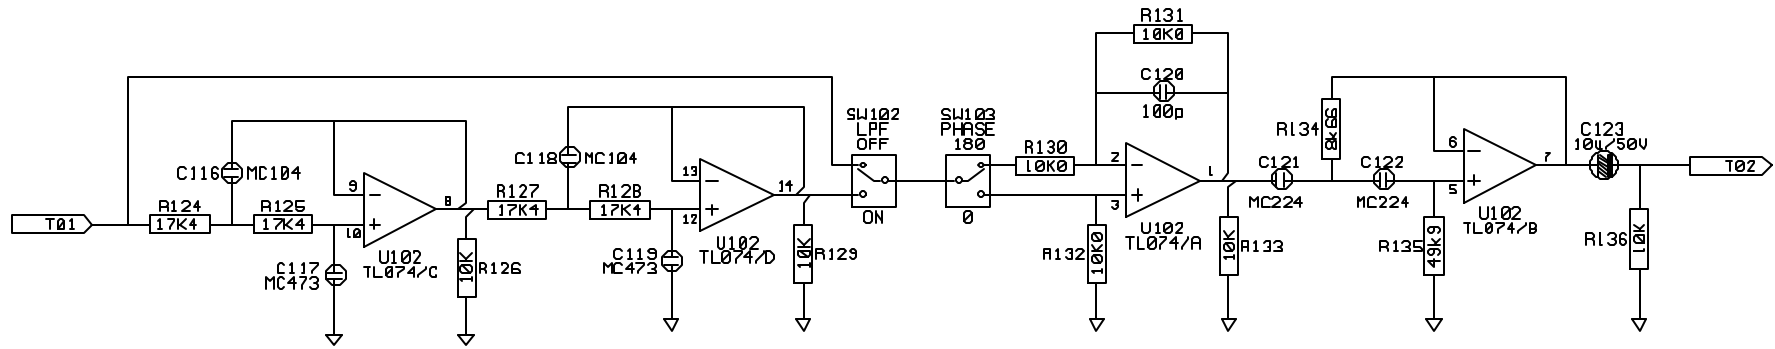 R131
10K0
C120
100p
SW102
LPF
OFF
SW103
PHASE
180
R134
8k66
C123
10u/50V
C116
MC104
C118
MC104
R130
10K0
2
1
C121
C122
6
7
T02
9
8
13
14
R127
17K4
R128
17K4
12
ON
0
3
MC224
MC224
5
T01
R124
17K4
R125
17K4
10
U102
TL074/C
U102
TL074/D
U102
TL074/A
U102
TL074/B
C117
MC473
10K
R126
C119
MC473
10K
R129
R132
10K0
10K
R133
R135
49k9
R136
10K